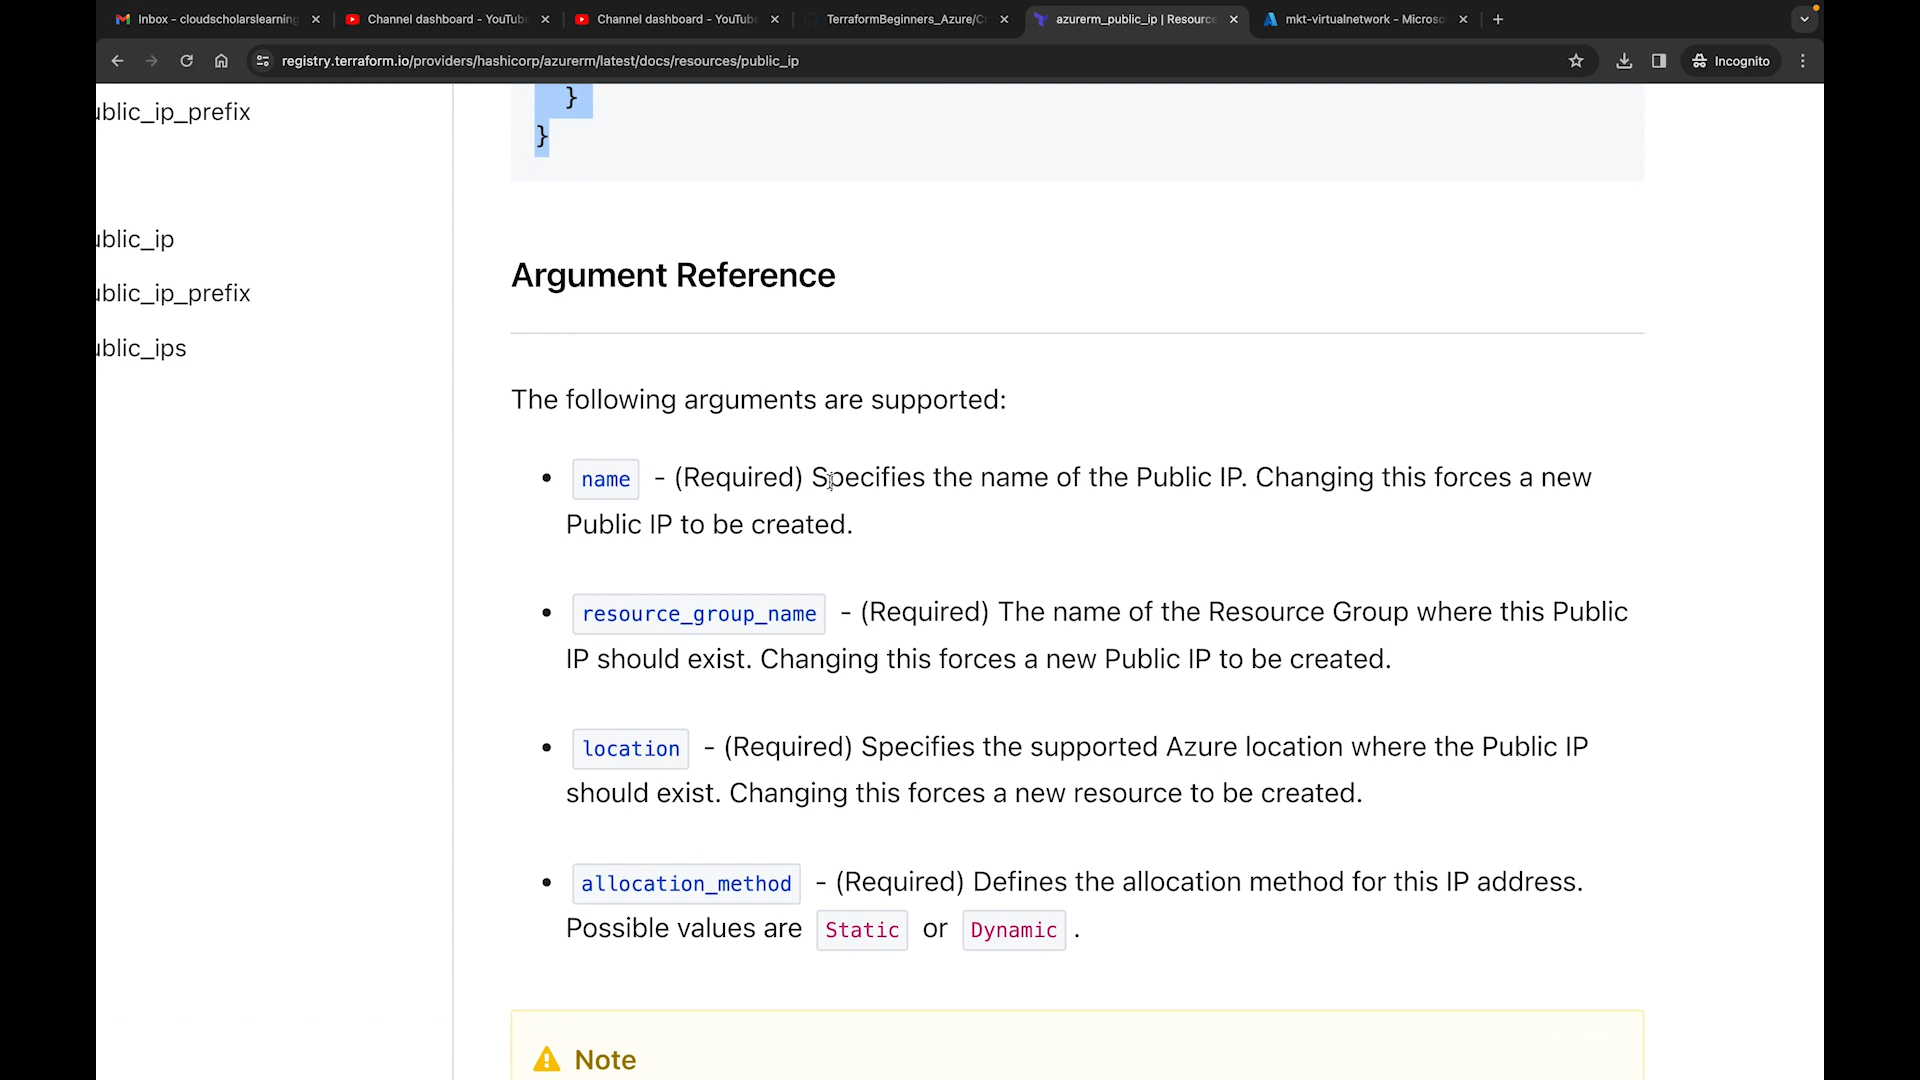 Inbox - cloudscholarslearning
Channel dashboard - YouTube
Channel dashboard - YouTube
TerraformBeginners_Azure/Cr
azurerm_public_ip | Resource
mkt-virtualnetwork - Microso
registry.terraform.io/providers/hashicorp/azurerm/latest/docs/resources/public_ip
Incognito
ublic_ip_prefix
ublic_ip
ublic_ip_prefix
ublic_ips
}
}
Argument Reference
The following arguments are supported:
• name - (Required) Specifies the name of the Public IP. Changing this forces a new
Public IP to be created.
• resource_group_name - (Required) The name of the Resource Group where this Public
IP should exist. Changing this forces a new Public IP to be created.
• location - (Required) Specifies the supported Azure location where the Public IP
should exist. Changing this forces a new resource to be created.
• allocation_method - (Required) Defines the allocation method for this IP address.
Possible values are Static or Dynamic .
Note